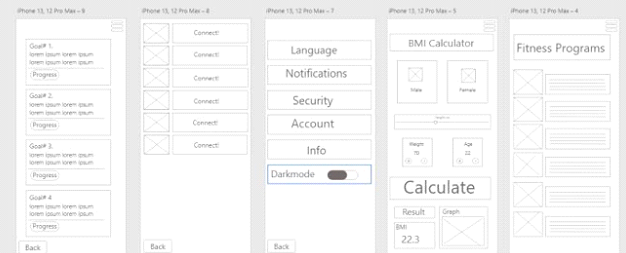 iPhone 13, 12 Pro Max – 9
Goal# 1.
lorem ipsum lorem ipsum
lorem ipsum lorem ipsum.
Progress
Goal# 2.
lorem ipsum lorem ipsum
lorem ipsum lorem ipsum.
Progress
Goal# 3.
lorem ipsum lorem ipsum
lorem ipsum lorem ipsum.
Progress
Goal# 4
lorem ipsum lorem ipsum
lorem ipsum lorem ipsum.
Progress
Back
iPhone 13, 12 Pro Max – 8
Connect!
Connect!
Connect!
Connect!
Connect!
Connect!
Back
iPhone 13, 12 Pro Max – 7
Language
Notifications
Security
Account
Info
Darkmode
Back
iPhone 13, 12 Pro Max – 5
BMI Calculator
Male
Female
Weight
70
Age
22
Calculate
Result
Graph
BMI
22.3
iPhone 13, 12 Pro Max – 4
Fitness Programs